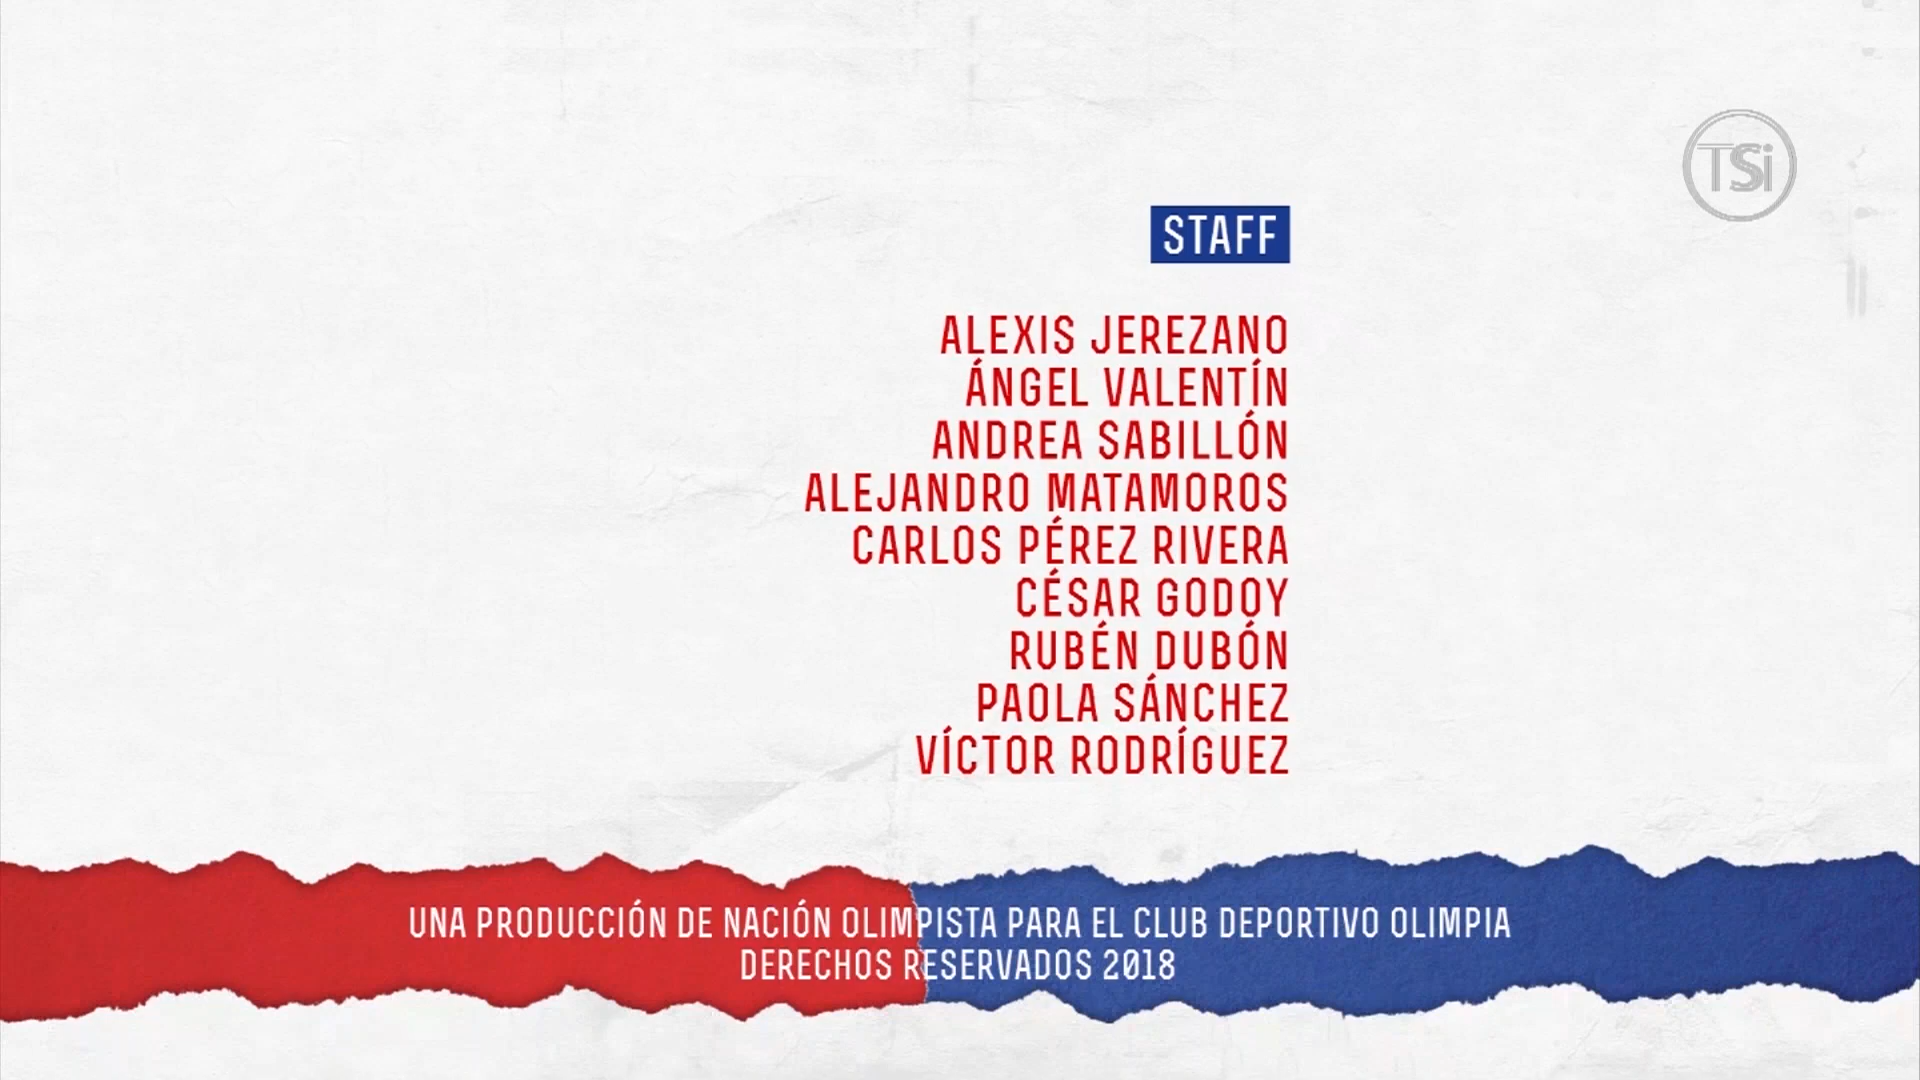 TSi
STAFF
ALEXIS JEREZANO
ÁNGEL VALENTÍN
ANDREA SABILLÓN
ALEJANDRO MATAMOROS
CARLOS PÉREZ RIVERA
CÉSAR GODOY
RUBÉN DUBÓN
PAOLA SÁNCHEZ
VÍCTOR RODRÍGUEZ
UNA PRODUCCIÓN DE NACIÓN OLIMPISTA PARA EL CLUB DEPORTIVO OLIMPIA
DERECHOS RESERVADOS 2018